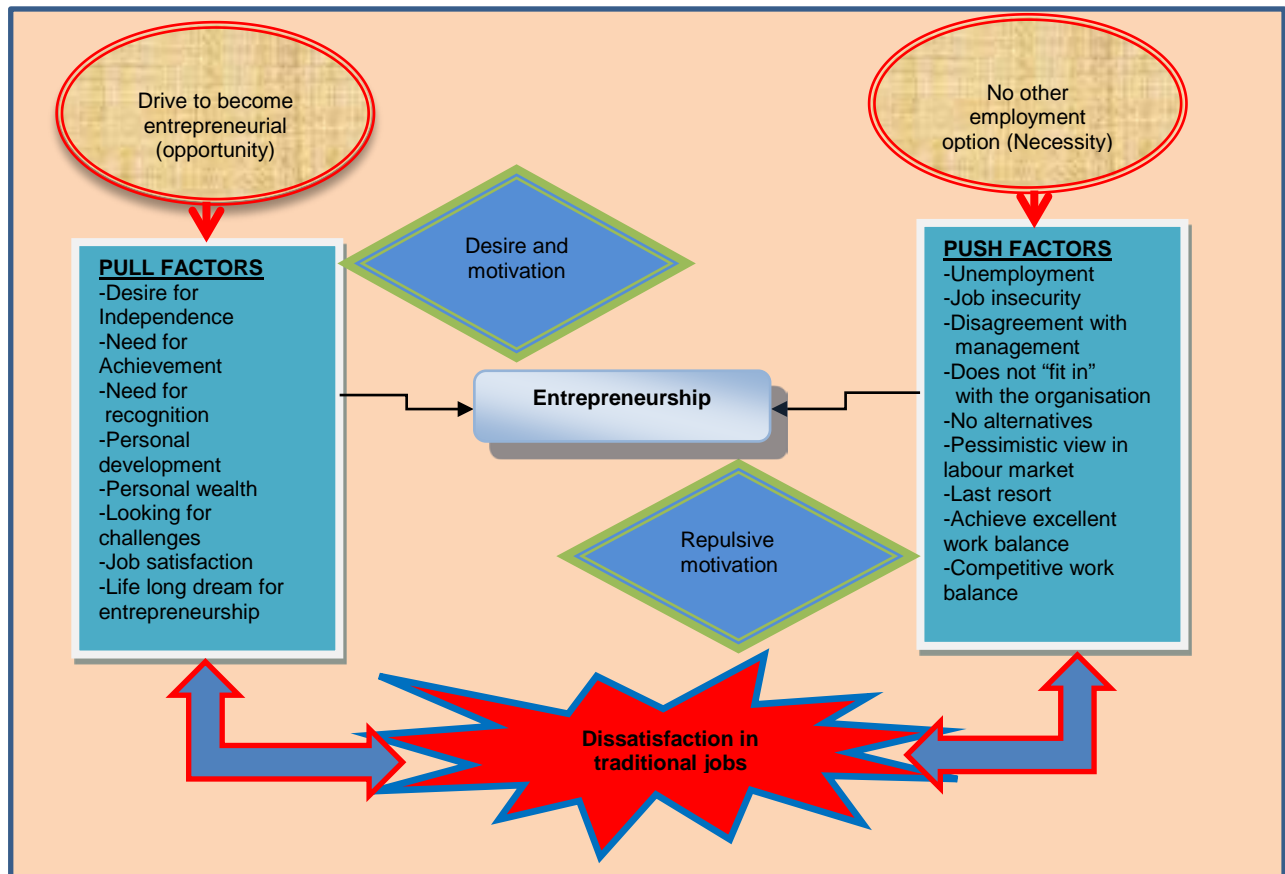 Drive to become
entrepreneurial
(opportunity)
No other
employment
option (Necessity)
Desire and
motivation
PULL FACTORS
-Desire for
Independence
-Need for
Achievement
-Need for
recognition
-Personal
development
-Personal wealth
-Looking for
challenges
-Job satisfaction
-Life long dream for
entrepreneurship
PUSH FACTORS
-Unemployment
-Job insecurity
-Disagreement with
management
-Does not “fit in”
with the organisation
-No alternatives
-Pessimistic view in
labour market
-Last resort
-Achieve excellent
work balance
-Competitive work
balance
Entrepreneurship
Repulsive
motivation
Dissatisfaction in
traditional jobs